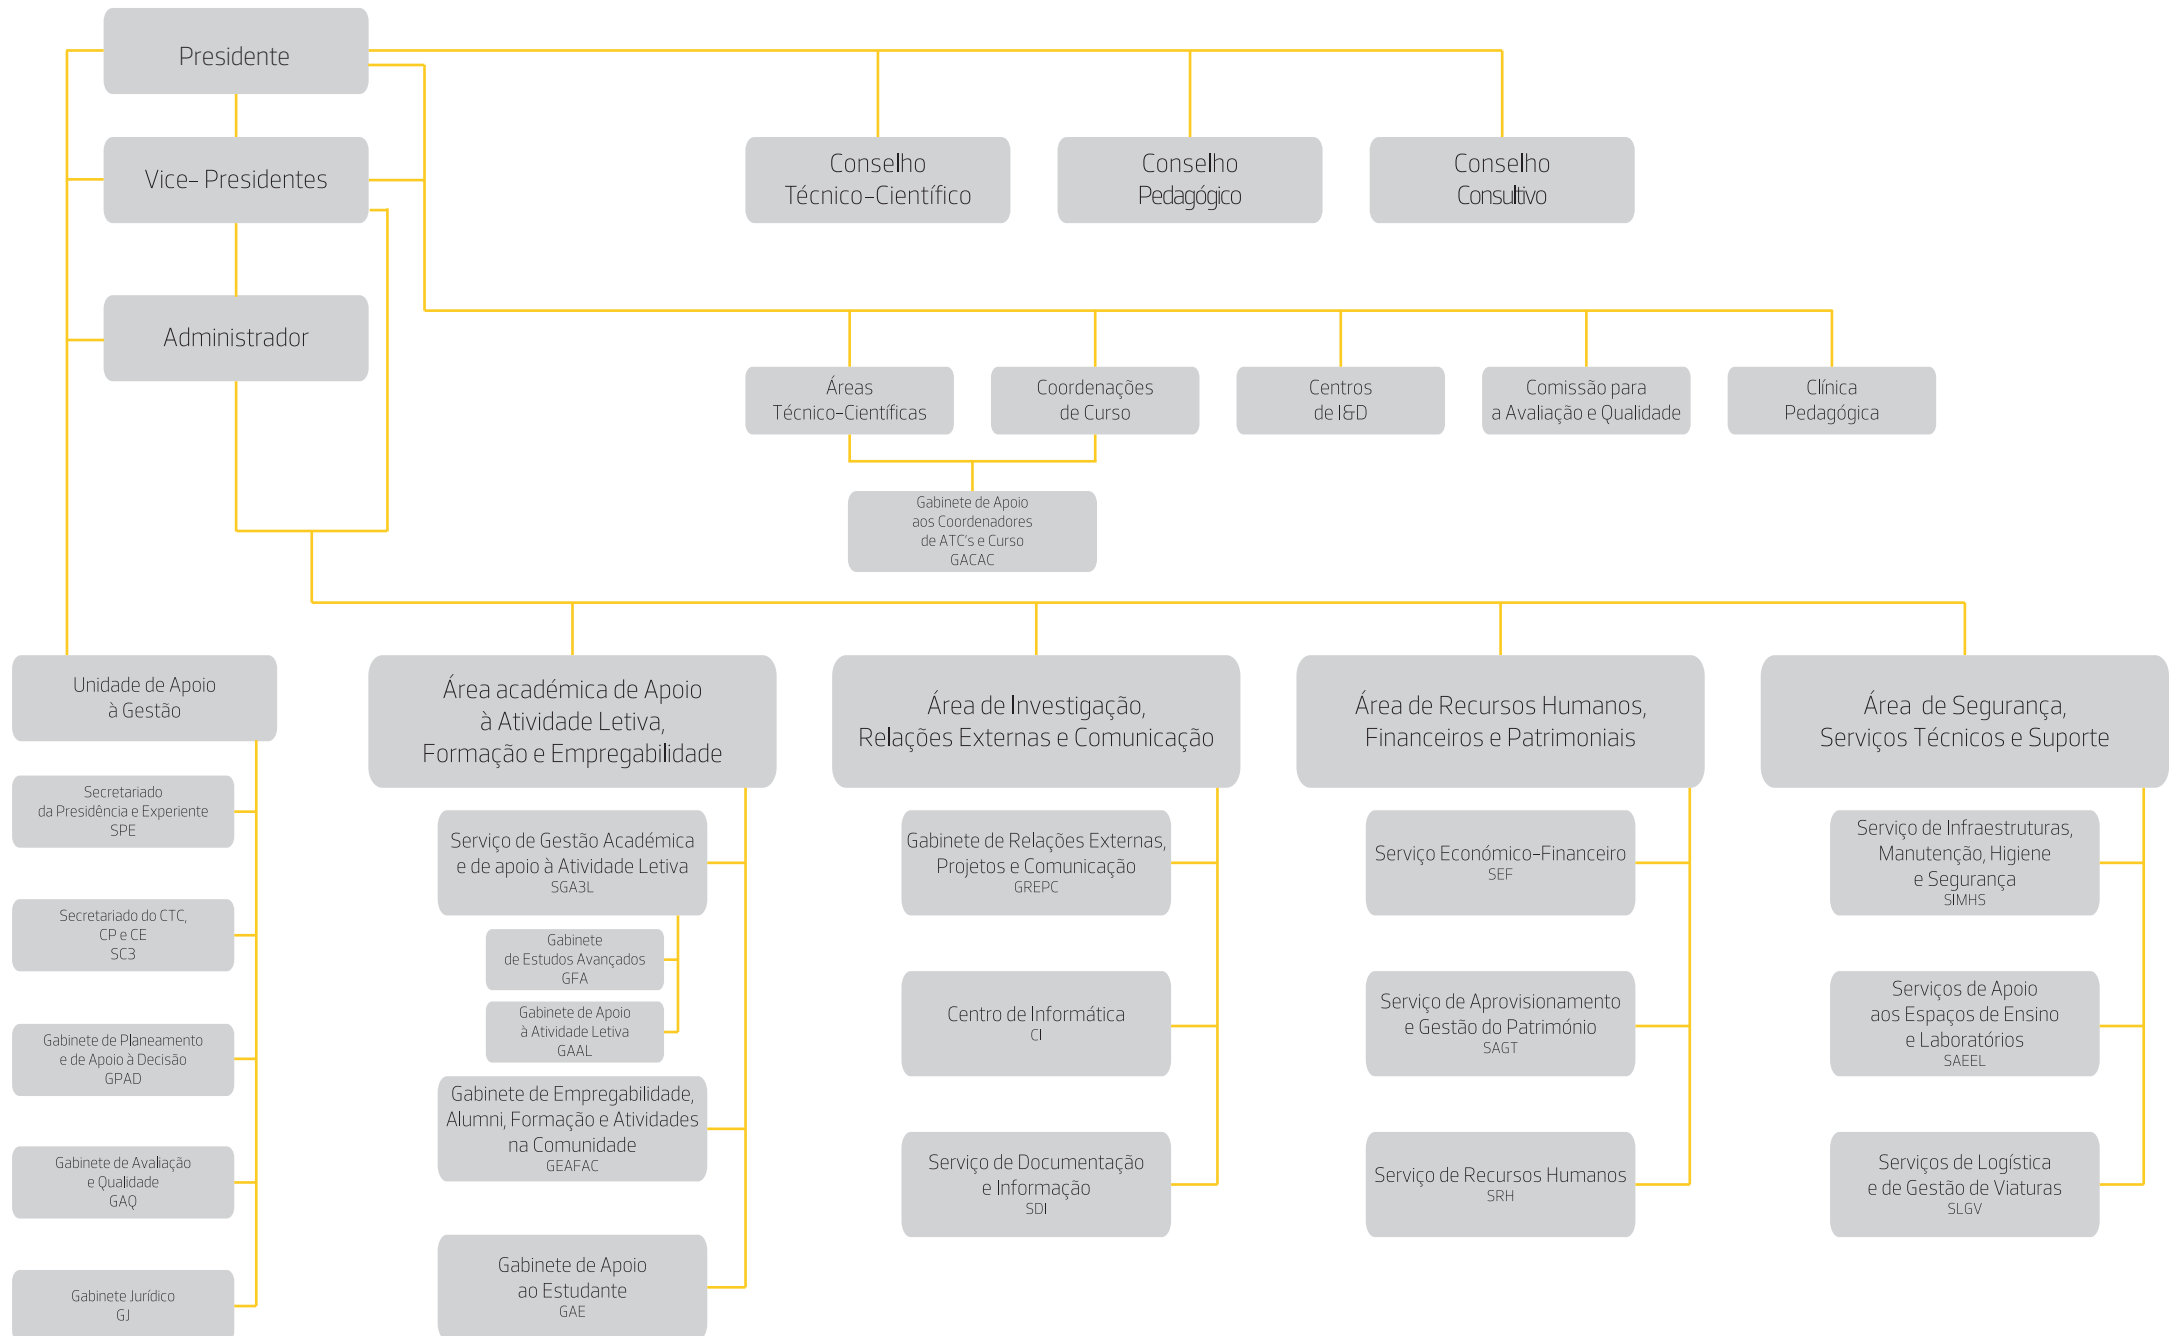 Presidente
Vice- Presidentes
Administrador
Conselho
Técnico-Científico
Conselho
Pedagógico
Conselho
Consultivo
Áreas
Técnico-Científicas
Coordenações
de Curso
Centros
de I&D
Comissão para
a Avaliação e Qualidade
Clínica
Pedagógica
Gabinete de Apoio
aos Coordenadores
de ATC's e Curso
GACAC
Unidade de Apoio
à Gestão
Secretariado
da Presidência e Experiente
SPE
Secretariado do CTC,
CP e CE
SC3
Gabinete de Planeamento
e de Apoio à Decisão
GPAD
Gabinete de Avaliação
e Qualidade
GAQ
Gabinete Jurídico
GJ
Área académica de Apoio
à Atividade Letiva,
Formação e Empregabilidade
Serviço de Gestão Académica
e de apoio à Atividade Letiva
SGA3L
Gabinete
de Estudos Avançados
GFA
Gabinete de Apoio
à Atividade Letiva
GAAL
Gabinete de Empregabilidade,
Alumni, Formação e Atividades
na Comunidade
GEAFAC
Gabinete de Apoio
ao Estudante
GAE
Área de Investigação,
Relações Externas e Comunicação
Gabinete de Relações Externas,
Projetos e Comunicação
GREPC
Centro de Informática
CI
Serviço de Documentação
e Informação
SDI
Área de Recursos Humanos,
Financeiros e Patrimoniais
Serviço Económico-Financeiro
SEF
Serviço de Aprovisionamento
e Gestão do Património
SAGT
Serviço de Recursos Humanos
SRH
Área  de Segurança,
Serviços Técnicos e Suporte
Serviço de Infraestruturas,
Manutenção, Higiene
e Segurança
SIMHS
Serviços de Apoio
aos Espaços de Ensino
e Laboratórios
SAEEL
Serviços de Logística
e de Gestão de Viaturas
SLGV